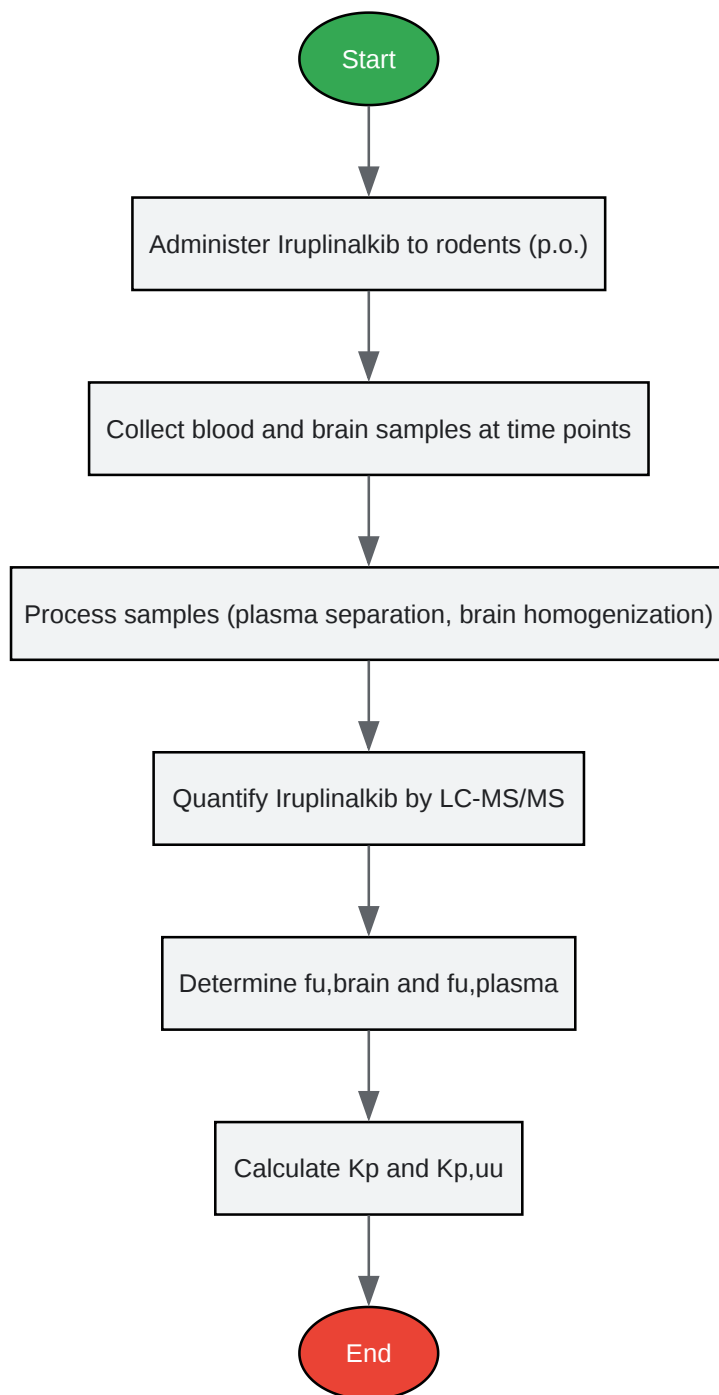 Start
Administer Iruplinalkib to rodents (p.o.)
Collect blood and brain samples at time points
Process samples (plasma separation, brain homogenization)
Quantify Iruplinalkib by LC-MS/MS
Determine fu,brain and fu,plasma
Calculate Kp and Kp,uu
End